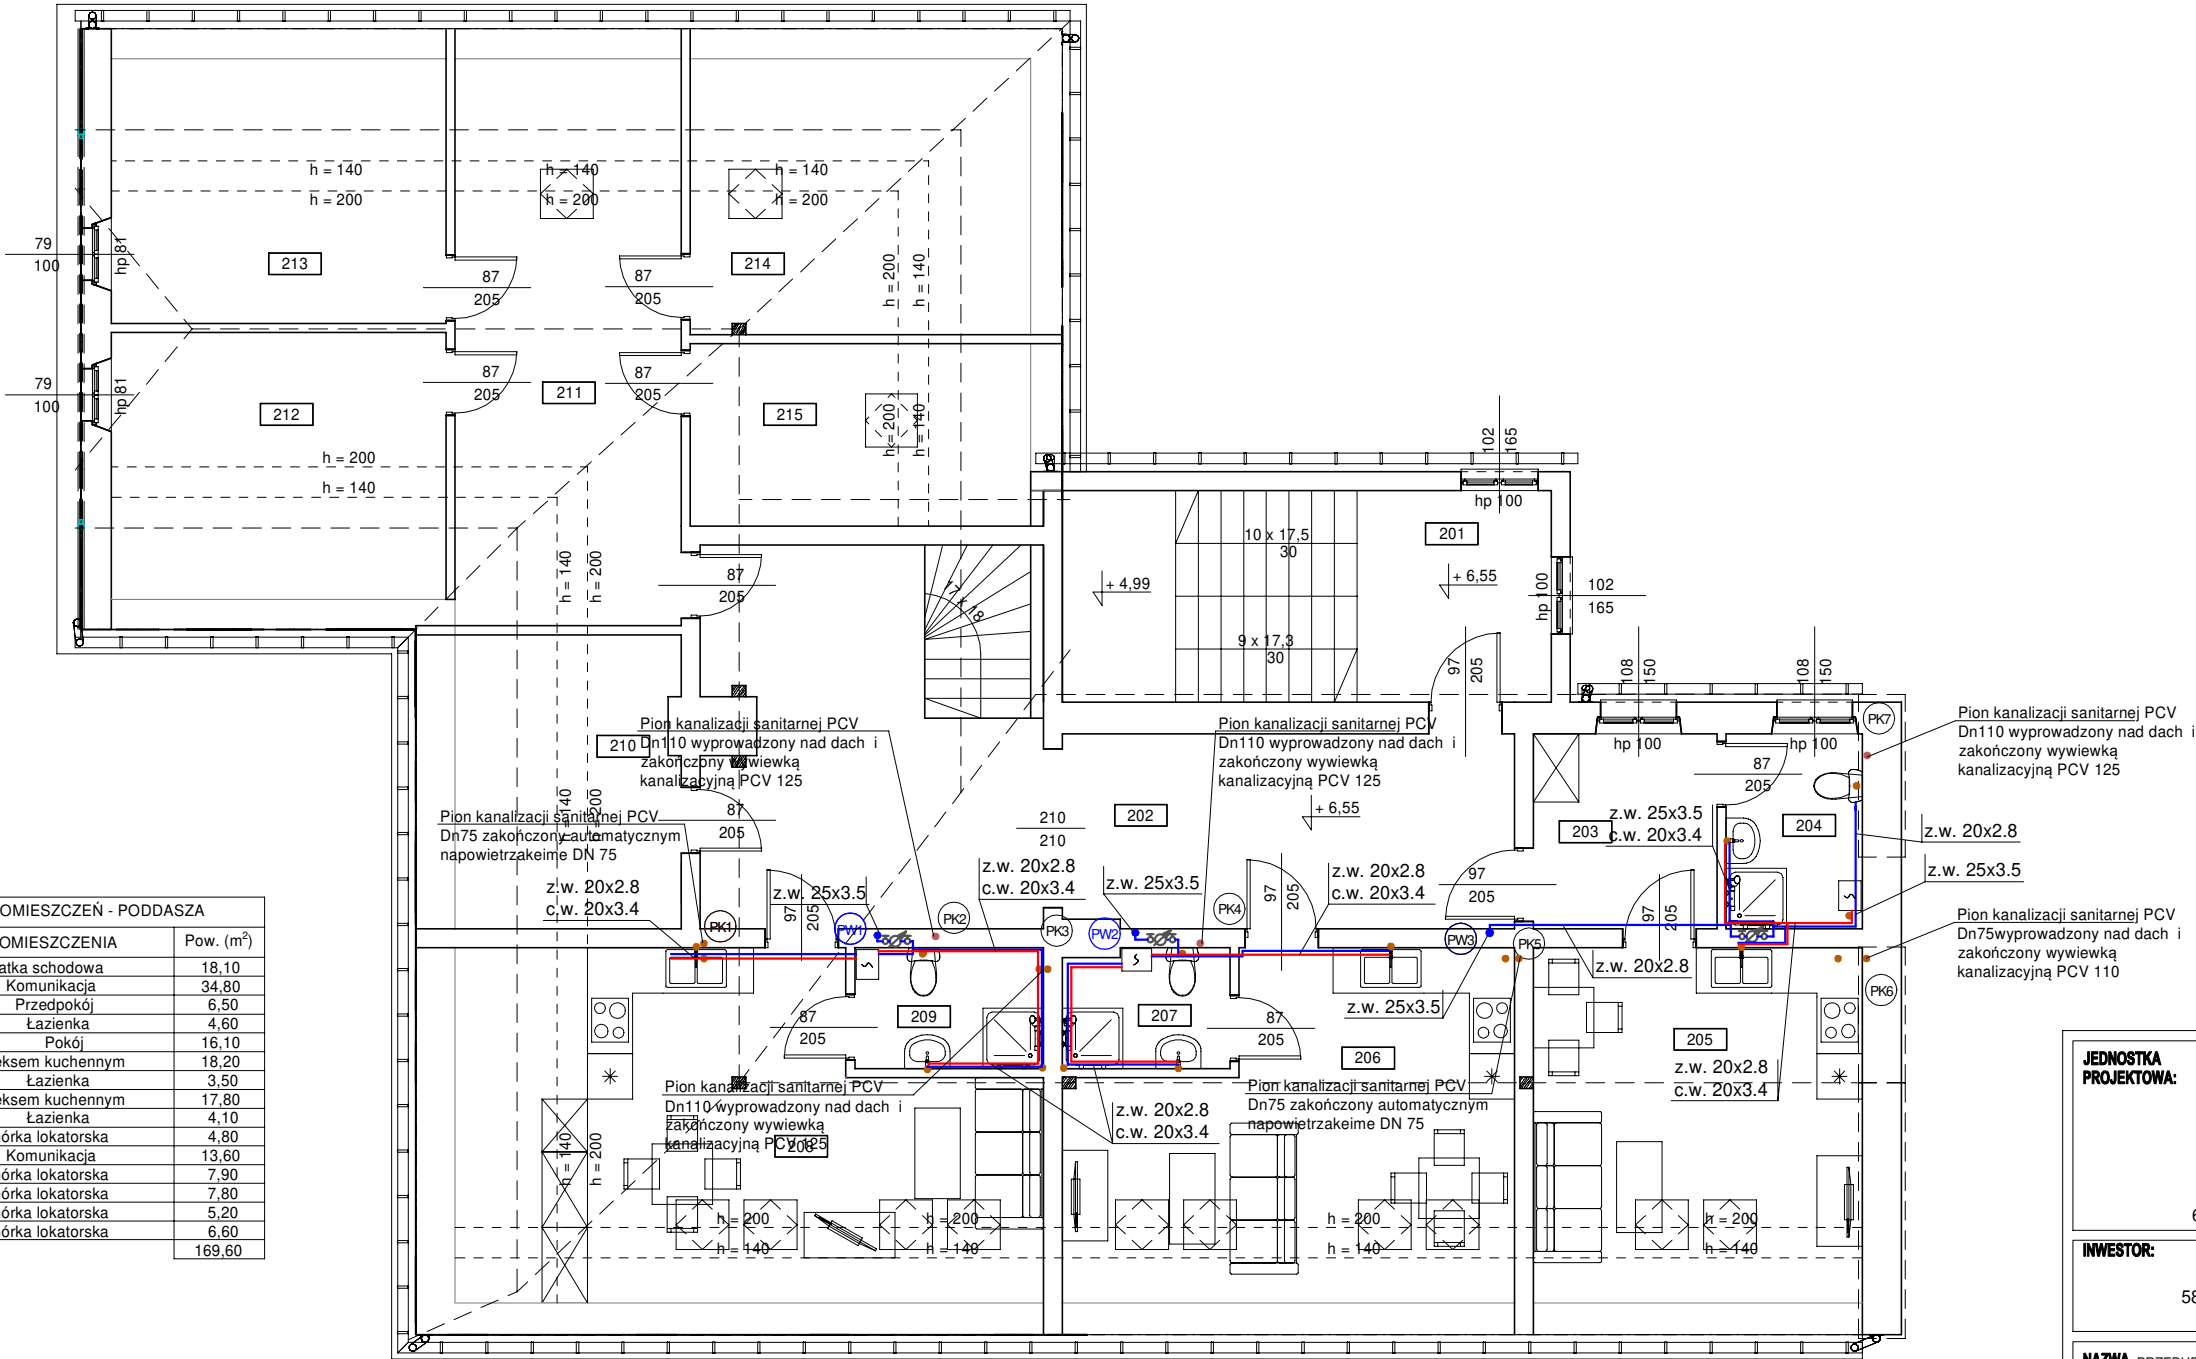 h = 140
h = 200
h = 140
h = 200
h = 140
h = 200
79
100
hp 81
213
87
205
87
205
214
h = 200
h = 140
79
100
hp 81
212
87
205
211
87
205
215
h = 200
h = 140
h = 200
h = 140
102
165
hp 100
201
10 x 17,5
30
h = 140
h = 200
87
205
17 x 18
+ 4,99
+ 6,55
hp 100
102
165
9 x 17,3
30
97
205
108
150
108
150
hp 100
hp 100
PK7
Pion kanalizacji sanitarnej PCV
Dn110 wyprowadzony nad dach i
zakończony wywiewką
kanalizacyjną PCV 125
210
Pion kanalizacji sanitarnej PCV
Dn110 wyprowadzony nad dach i
zakończony wywiewką
kanalizacyjną PCV 125
Pion kanalizacji sanitarnej PCV
Dn110 wyprowadzony nad dach i
zakończony wywiewką
kanalizacyjną PCV 125
87
205
h = 140
h = 200
87
205
Pion kanalizacji sanitarnej PCV
Dn75 zakończony automatycznym
napowietrzakeime DN 75
210
210
202
+ 6,55
203
z.w. 25x3.5
c.w. 20x3.4
204
z.w. 20x2.8
z.w. 25x3.5
z.w. 20x2.8
c.w. 20x3.4
z.w. 25x3.5
97
205
z.w. 20x2.8
c.w. 20x3.4
z.w. 25x3.5
97
205
z.w. 20x2.8
c.w. 20x3.4
97
205
97
205
PK1
PW1
PK2
PK3
PW2
PK4
PW3
PK5
Pion kanalizacji sanitarnej PCV
Dn75wyprowadzony nad dach i
zakończony wywiewką
kanalizacyjną PCV 110
PK6
z.w. 20x2.8
z.w. 25x3.5
OMIESZCZEŃ - PODDASZA
OMIESZCZENIA Pow. (m²)
atka schodowa 18,10
Komunikacja 34,80
Przedpokój 6,50
Łazienka 4,60
Pokój 16,10
eksem kuchennym 18,20
Łazienka 3,50
eksem kuchennym 17,80
Łazienka 4,10
órka lokatorska 4,80
Komunikacja 13,60
órka lokatorska 7,90
órka lokatorska 7,80
órka lokatorska 5,20
órka lokatorska 6,60
169,60
87
205
209
207
87
205
206
205
z.w. 20x2.8
c.w. 20x3.4
Pion kanalizacji sanitarnej PCV
Dn110 wyprowadzony nad dach i
zakończony wywiewką
kanalizacyjną PCV 125
208
z.w. 20x2.8
c.w. 20x3.4
Pion kanalizacji sanitarnej PCV
Dn75 zakończony automatycznym
napowietrzakeime DN 75
h = 140
h = 200
h = 200
h = 140
h = 200
h = 140
h = 200
h = 140
h = 200
h = 140
JEDNOSTKA
PROJEKTOWA:
6
INWESTOR:
58
NAZWA